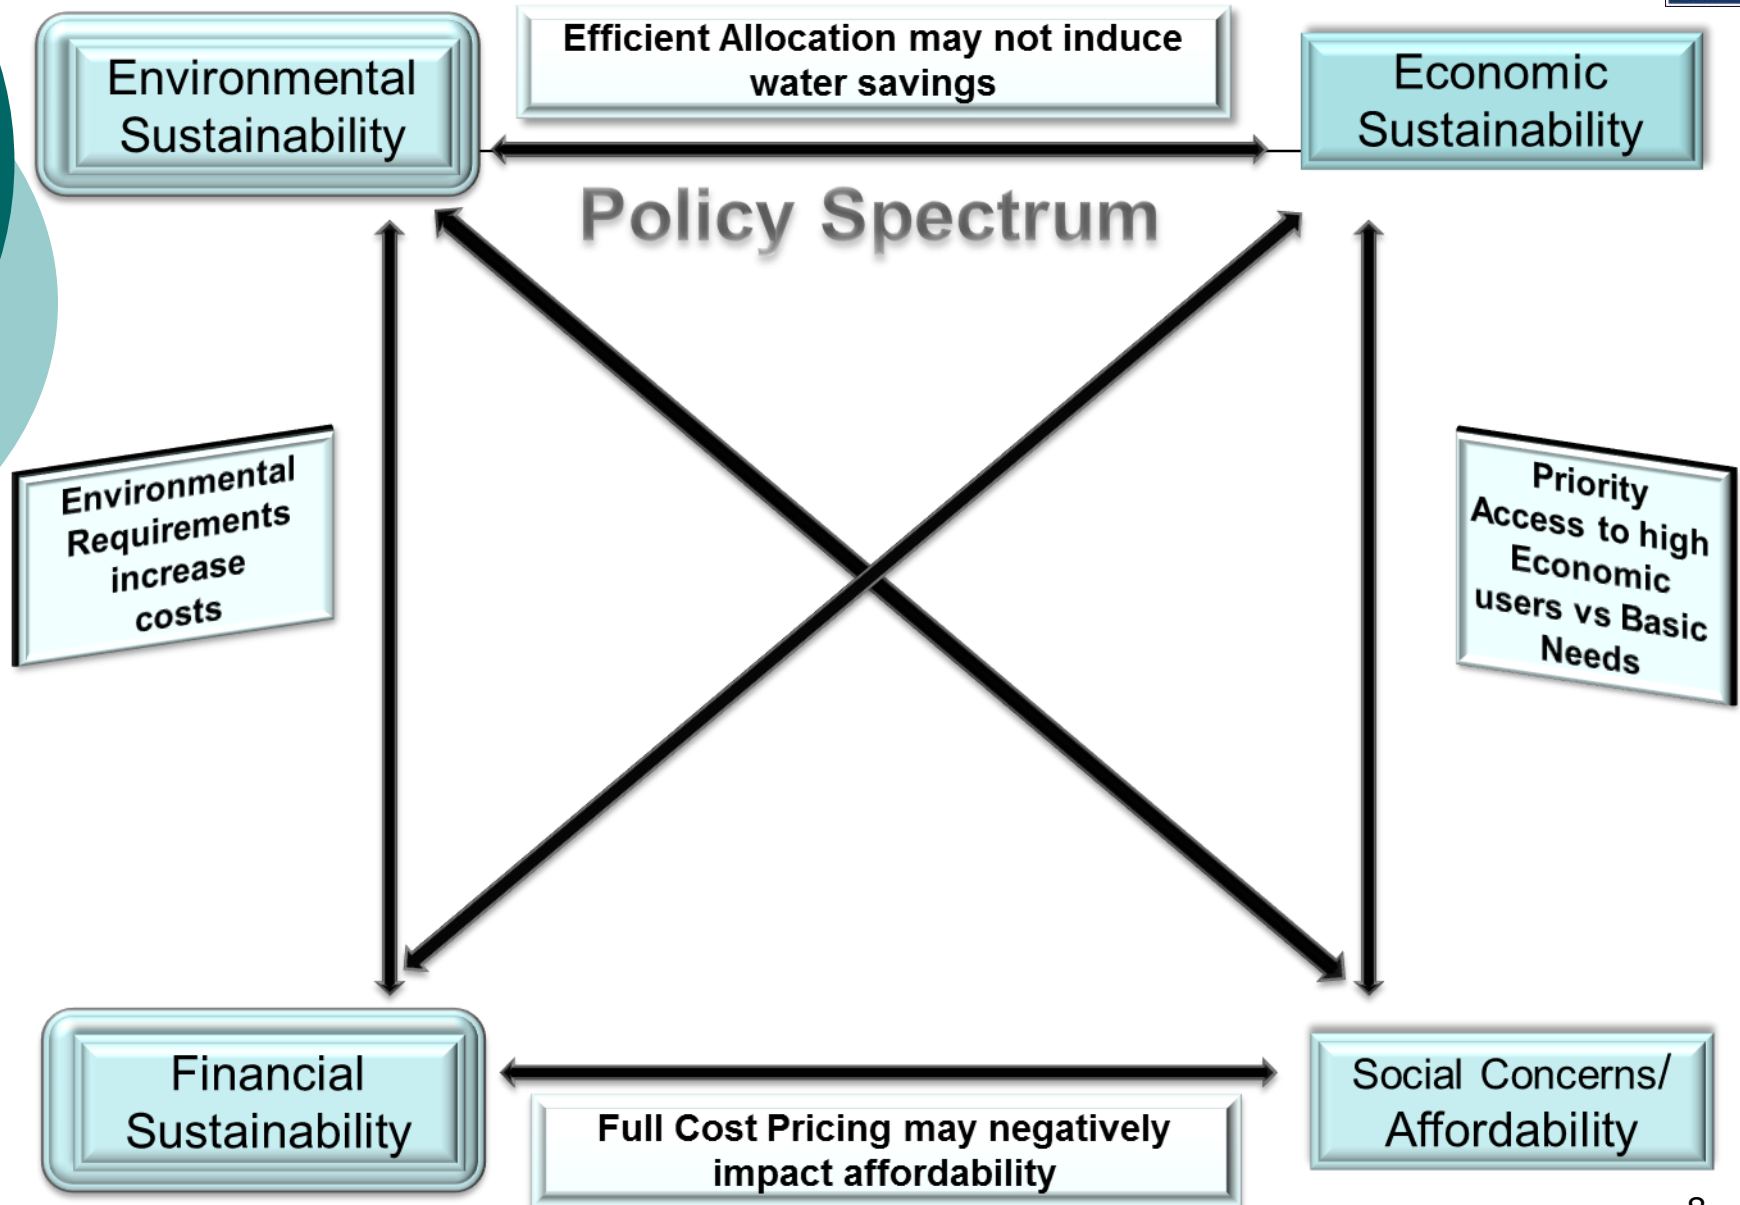 Efficient Allocation may not induce
water savings
Environmental
Sustainability
Economic
Sustainability
Policy Spectrum
Environmental
Requirements
increase
costs
Priority
Access to high
Economic
users vs Basic
Needs
Financial
Sustainability
Full Cost Pricing may negatively
impact affordability
Social Concerns/
Affordability